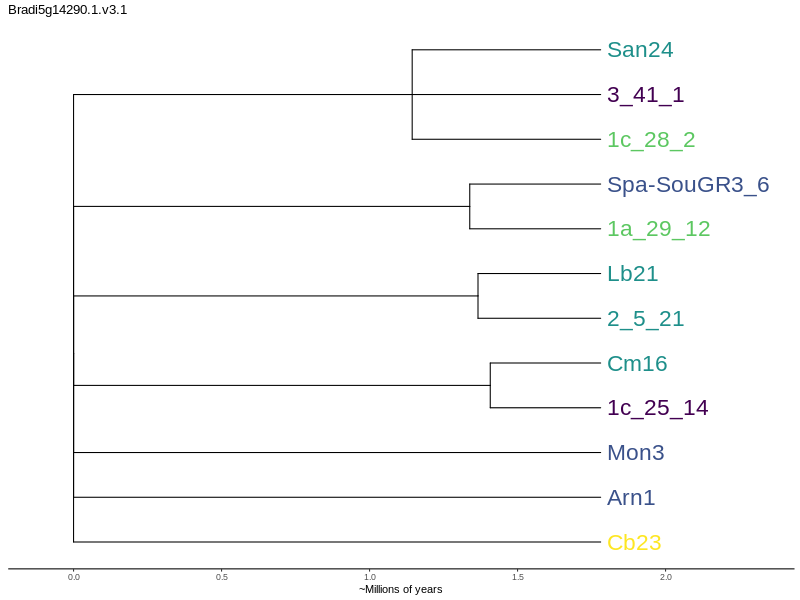 Bradi5g14290.1.v3.1
San24
3_41_1
1c_28_2
Spa-SouGR3_6
1a_29_12
Lb21
2_5_21
Cm16
1c_25_14
Mon3
Arn1
Cb23
0.0 0.5 1.0 1.5 2.0
~Millions of years